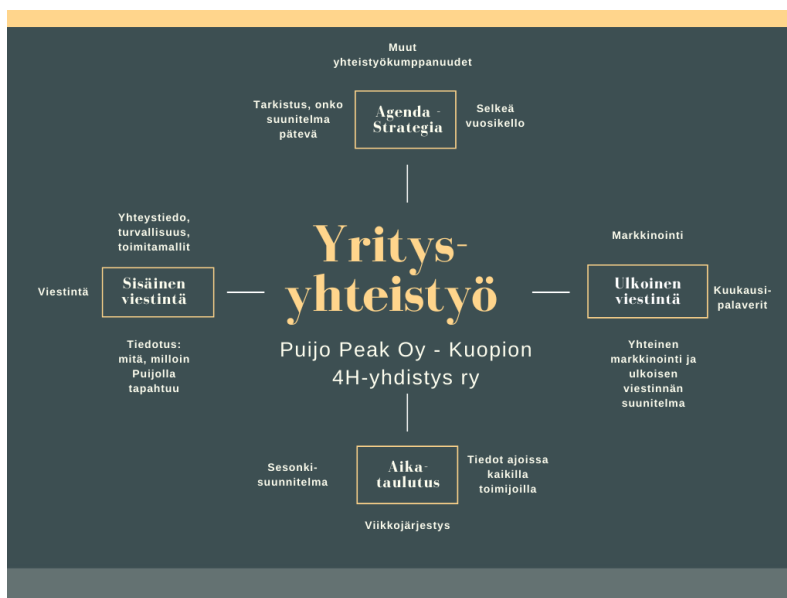 Muut
yhteistyökumppanuudet
Tarkistus, onko
suunitelma
pätevä
Agenda -
Strategia
Selkeä
vuosikello
Yhteystiedo,
turvallisuus,
toimitamallit
Viestintä
Sisäinen
viestintä
Tiedotus:
mitä, milloin
Puijolla
tapahtuu
Yritys-
yhteistyö
Puijo Peak Oy - Kuopion
4H-yhdistys ry
Markkinointi
Ulkoinen
viestintä
Kuukausi-
palaverit
Yhteinen
markkinointi ja
ulkoisen
viestinnän
suunitelma
Sesonki-
suunnitelma
Aika-
taulutus
Tiedot ajoissa
kaikilla
toimijoilla
Viikkojärjestys